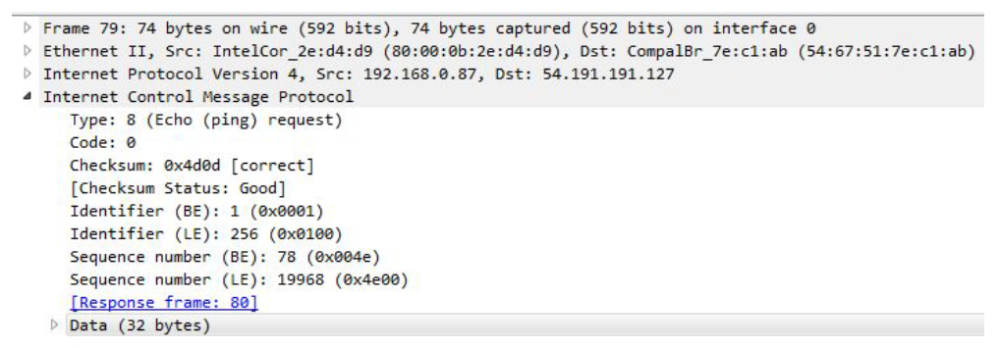 Frame 79: 74 bytes on wire (592 bits), 74 bytes captured (592 bits) on interface 0
Ethernet II, Src: IntelCor_2e:d4:d9 (80:00:0b:2e:d4:d9), Dst: CompalBr_7e:c1:ab (54:67:51:7e:c1:ab)
Internet Protocol Version 4, Src: 192.168.0.87, Dst: 54.191.191.127
Internet Control Message Protocol
Type: 8 (Echo (ping) request)
Code: 0
Checksum: 0x4d0d [correct]
[Checksum Status: Good]
Identifier (BE): 1 (0x0001)
Identifier (LE): 256 (0x0100)
Sequence number (BE): 78 (0x004e)
Sequence number (LE): 19968 (0x4e00)
[Response frame: 80]
Data (32 bytes)